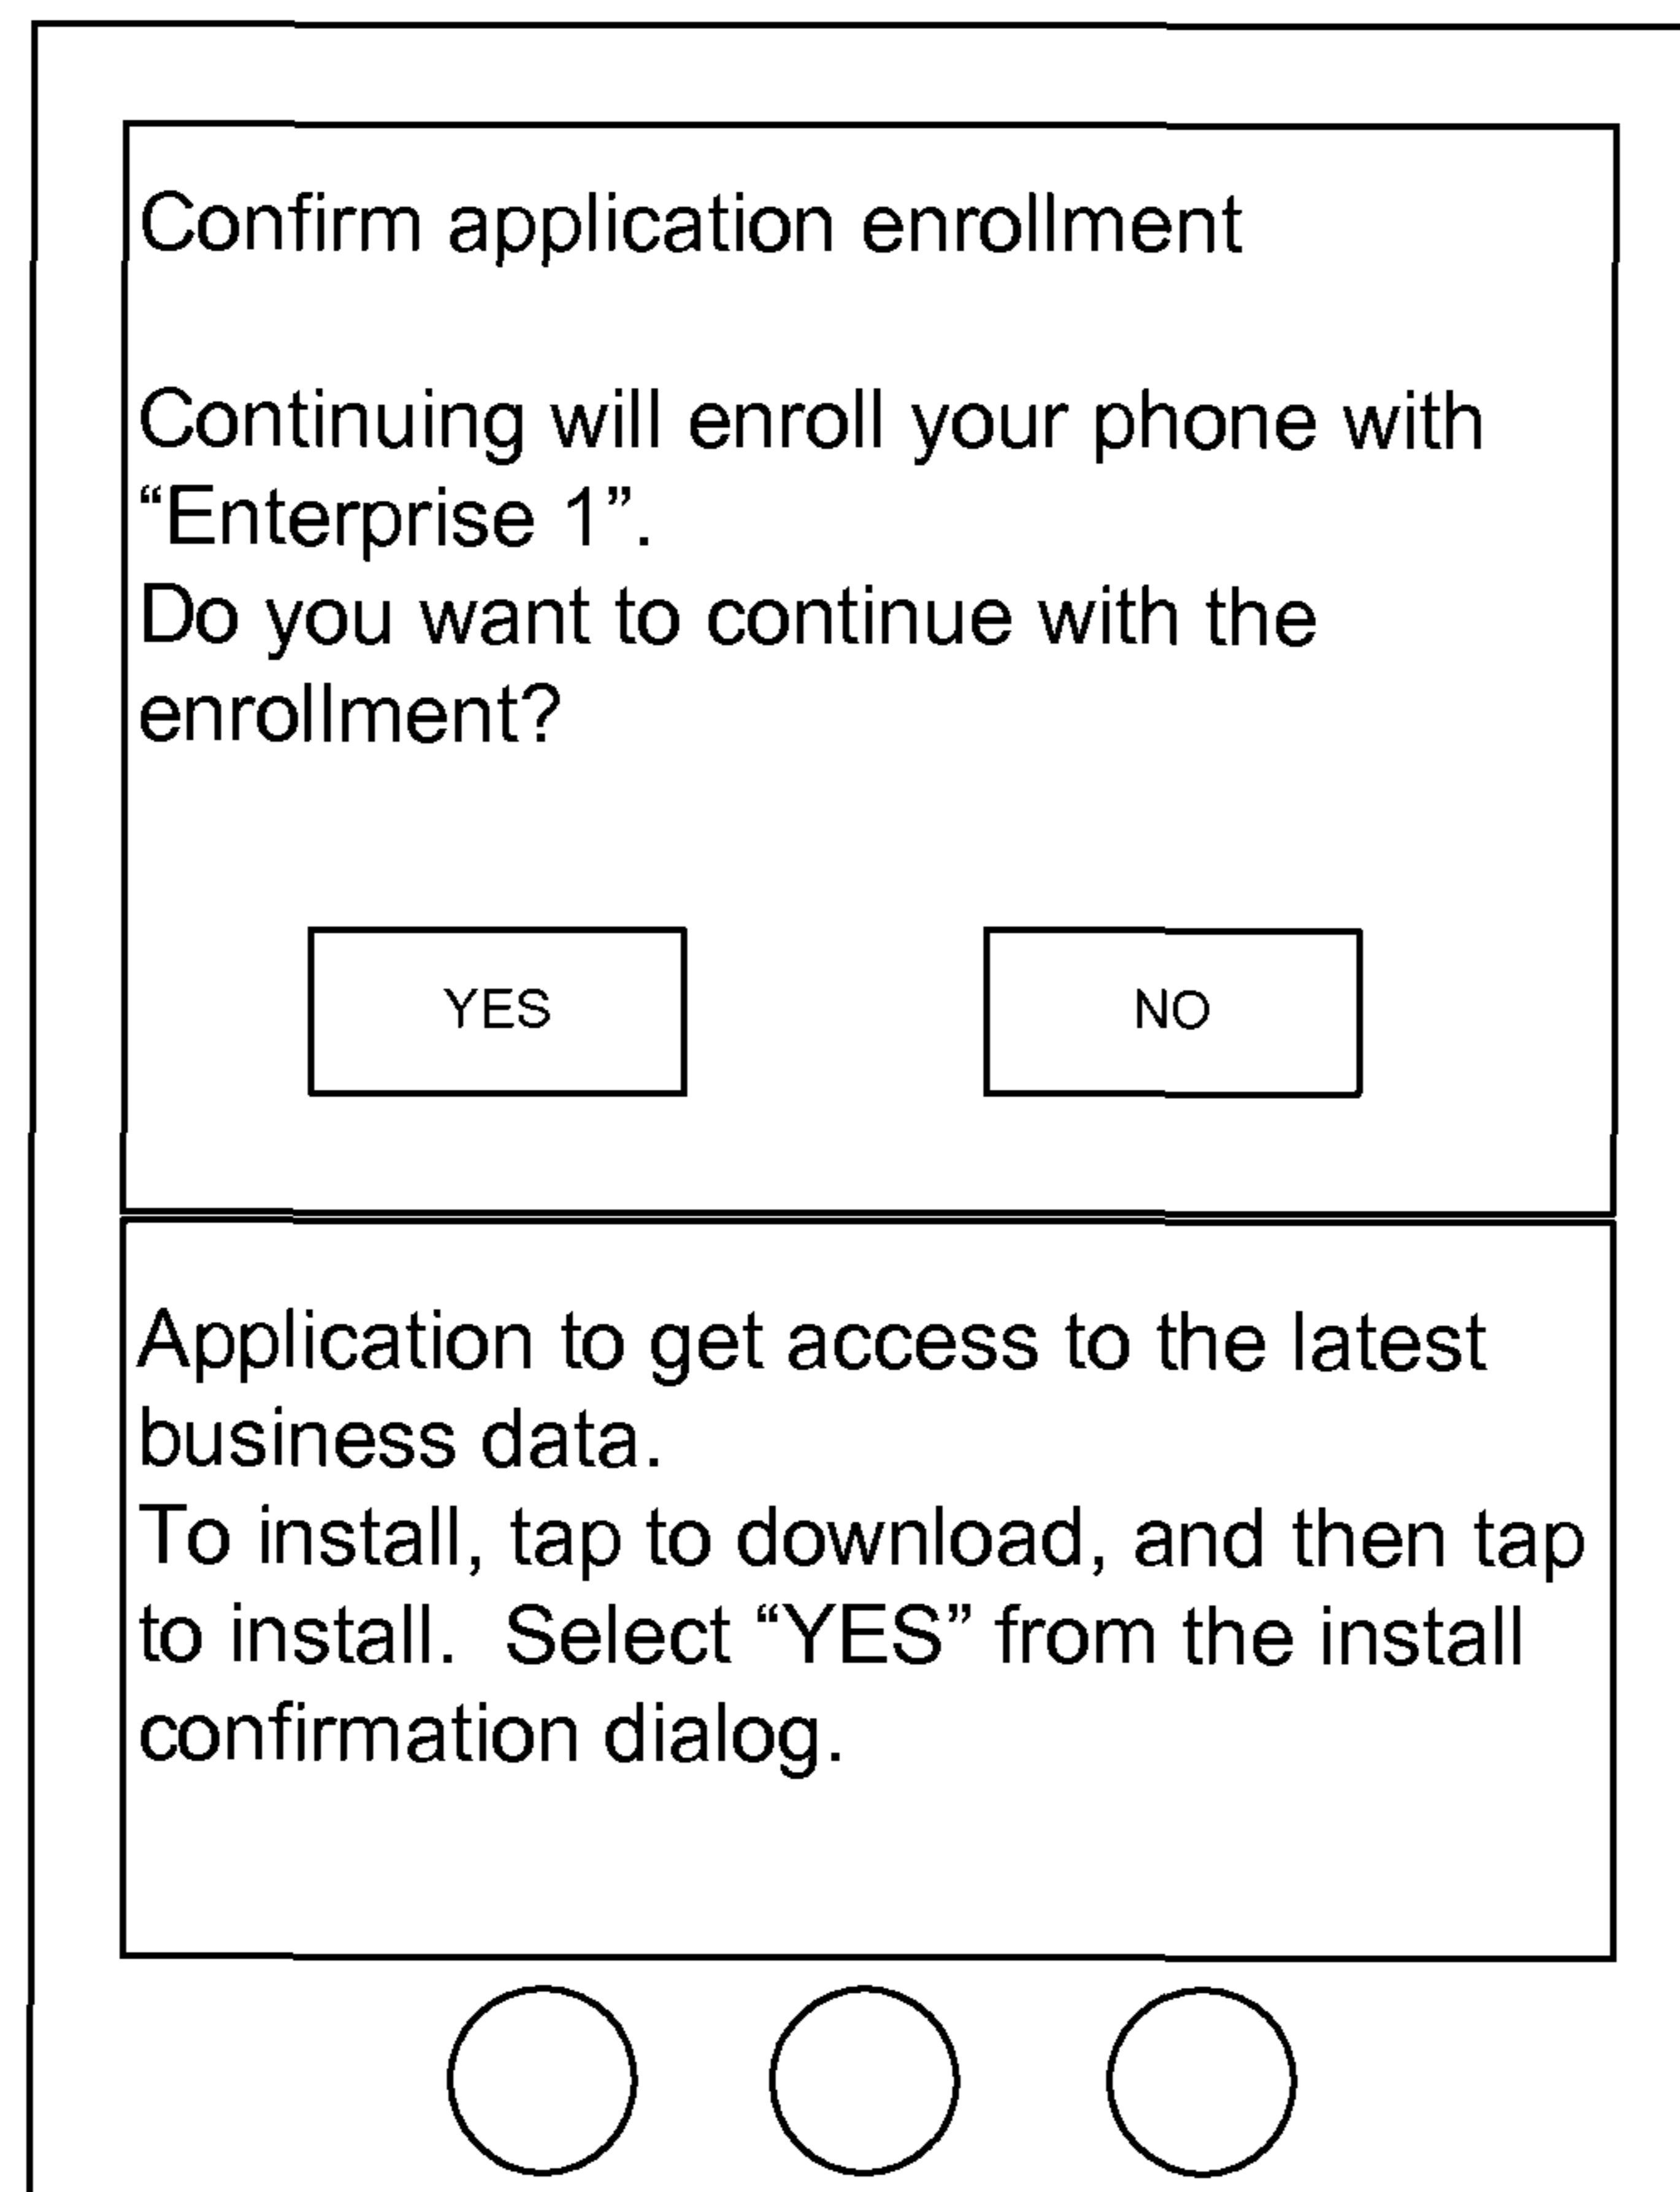 Confirm application enrollment
Continuing will enroll your phone with
“Enterprise 1”.
Do you want to continue with the
enrollment?
YES
NO
Application to get access to the latest
business data.
To install, tap to download, and then tap
to install.  Select “YES” from the install
confirmation dialog.